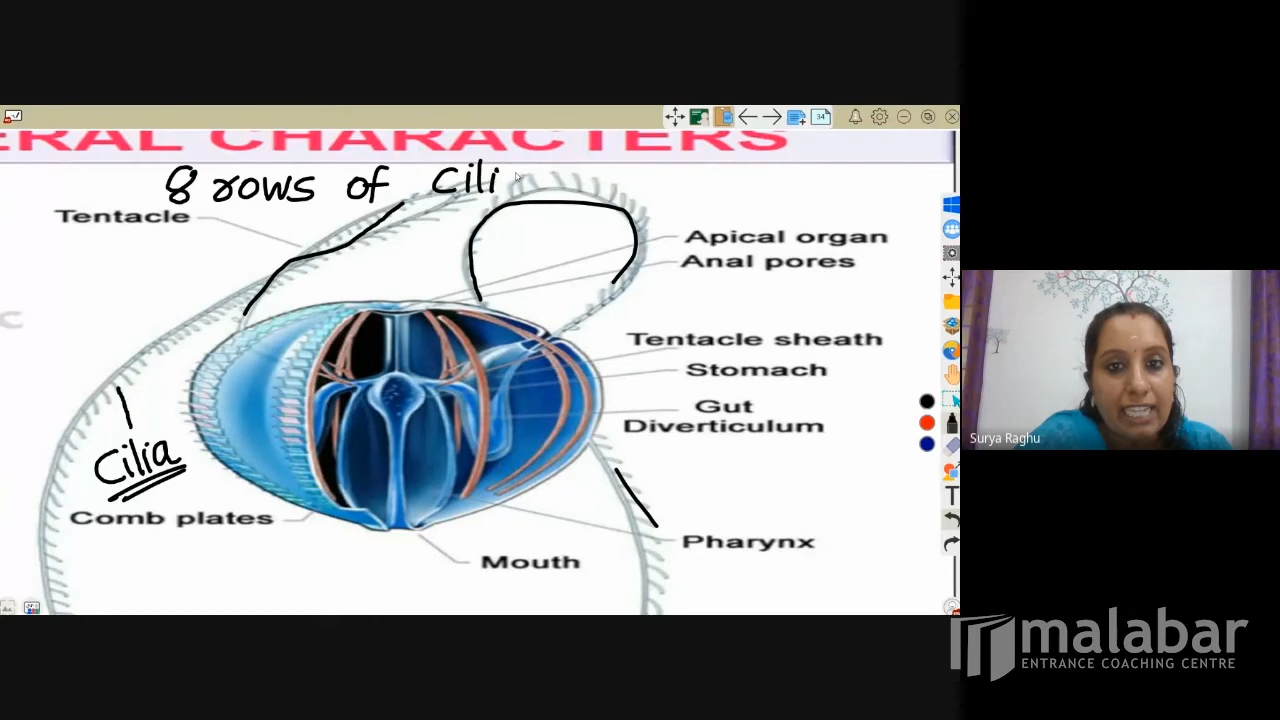 ERAL CHARACTERS
8 rows of Cili
Tentacle
Apical organ
Anal pores
Tentacle sheath
Stomach
Gut
Diverticulum
Cilia
Comb plates
Pharynx
Mouth
34
T
Surya Raghu
malabar
ENTRANCE COACHING CENTRE